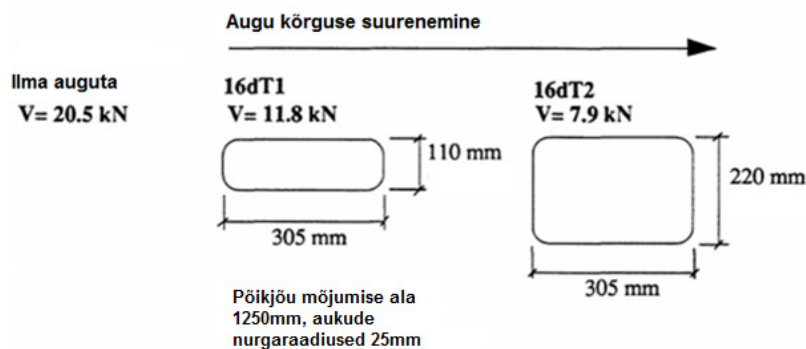 Augu kõrguse suurenemine
Ilma auguta
V= 20.5 kN
16dT1
V= 11.8 kN
110 mm
305 mm
16dT2
V= 7.9 kN
220 mm
305 mm
Põikjõu mõjumise ala
1250mm, aukude
nurgaraadiused 25mm